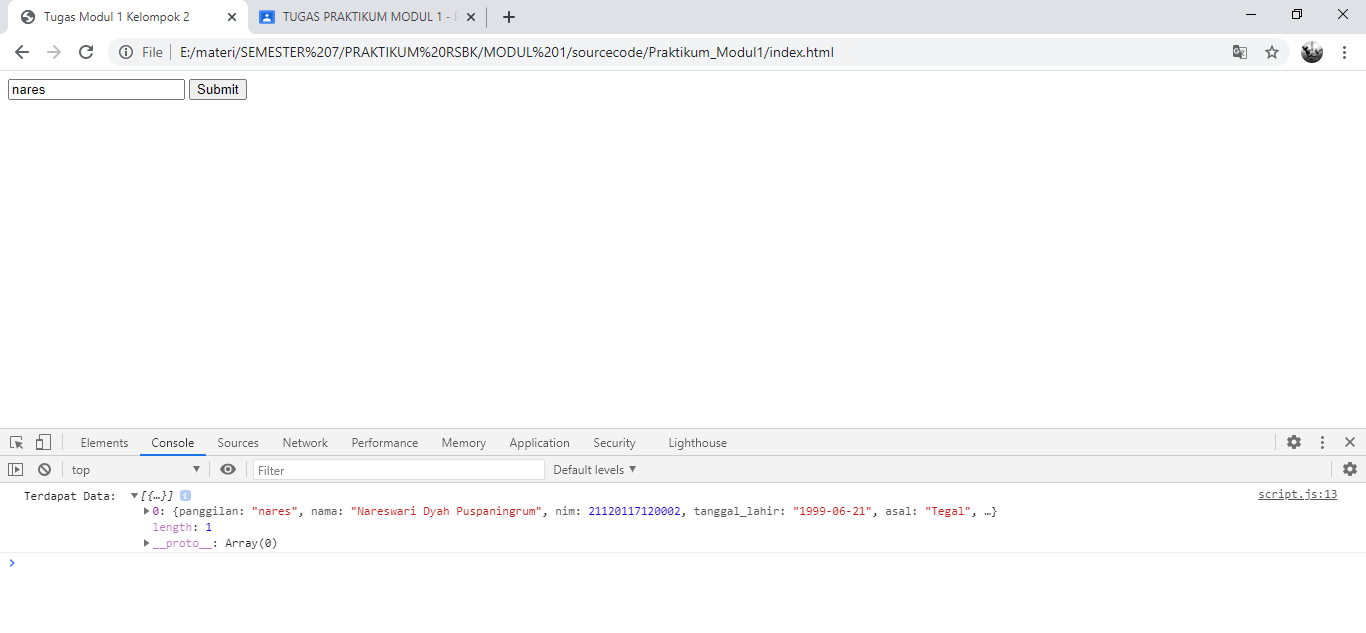 Tugas Modul 1 Kelompok 2
TUGAS PRAKTIKUM MODUL 1 -
File
E:/materi/SEMESTER%207/PRAKTIKUM%20RSBK/MODUL%201/sourcecode/Praktikum_Modul1/index.html
nares Submit
Elements Console Sources Network Performance Memory Application Security Lighthouse
top Filter Default levels
Terdapat Data: [{…}] i script.js:13
0: {panggilan: "nares", nama: "Nareswari Dyah Puspaningrum", nim: 21120117120002, tanggal_lahir: "1999-06-21", asal: "Tegal", …}
length: 1
__proto__: Array(0)